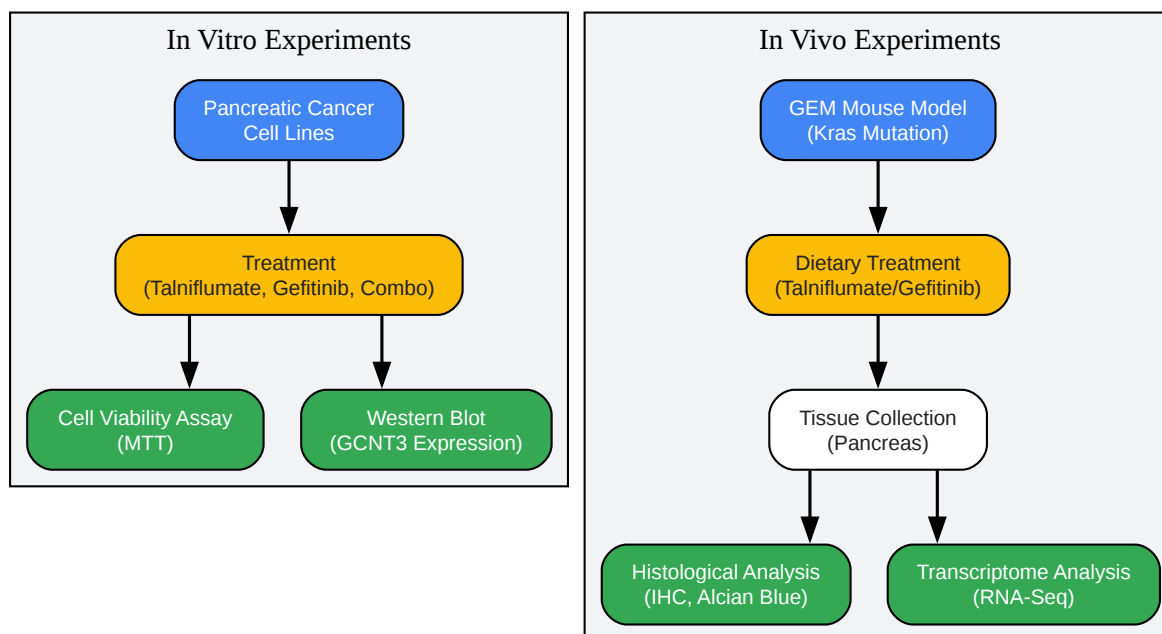 In Vitro Experiments
Pancreatic Cancer
Cell Lines
Treatment
(Talniflumate, Gefitinib, Combo)
Cell Viability Assay
(MTT)
Western Blot
(GCNT3 Expression)
In Vivo Experiments
GEM Mouse Model
(Kras Mutation)
Dietary Treatment
(Talniflumate/Gefitinib)
Tissue Collection
(Pancreas)
Histological Analysis
(IHC, Alcian Blue)
Transcriptome Analysis
(RNA-Seq)